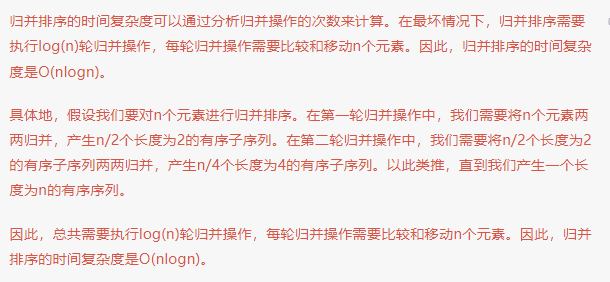 归并排序的时间复杂度可以通过分析归并操作的次数来计算。在最坏情况下，归并排序需要
执行log(n)轮归并操作，每轮归并操作需要比较和移动n个元素。因此，归并排序的时间复杂
度是O(nlogn)。
具体地，假设我们要对n个元素进行归并排序。在第一轮归并操作中，我们需要将n个元素两
两归并，产生n/2个长度为2的有序子序列。在第二轮归并操作中，我们需要将n/2个长度为2
的有序子序列两两归并，产生n/4个长度为4的有序子序列。以此类推，直到我们产生一个长
度为n的有序序列。
因此，总共需要执行log(n)轮归并操作，每轮归并操作需要比较和移动n个元素。因此，归并
排序的时间复杂度是O(nlogn)。